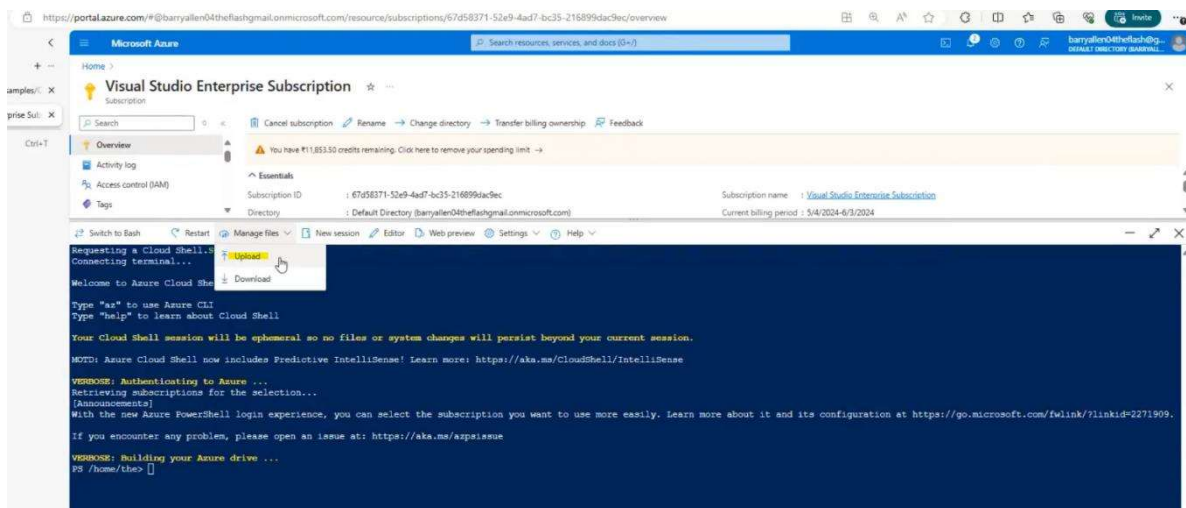 https://portal.azure.com/#@barryallen04theflashgmail.onmicrosoft.com/resource/subscriptions/67d58371-52e9-4ad7-bc35-216899dac9ec/overview
Invite
Microsoft Azure
Search resources, services, and docs (G+/)
barryallen04theflash@g...
DEFAULT DIRECTORY (BARRYALL...
Home >
amples/
Visual Studio Enterprise Subscription
Subscription
prise Sub
Search
Cancel subscription Rename Change directory Transfer billing ownership Feedback
Ctrl+T
Overview
You have ₹11,853.50 credits remaining. Click here to remove your spending limit →
Activity log
Essentials
Access control (IAM)
Subscription ID : 67d58371-52e9-4ad7-bc35-216899dac9ec Subscription name : Visual Studio Enterprise Subscription
Tags
Directory : Default Directory (barryallen04theflashgmail.onmicrosoft.com) Current billing period : 5/4/2024-6/3/2024
Switch to Bash Restart Manage files New session Editor Web preview Settings Help
Upload
Download
Requesting a Cloud Shell.S
Connecting terminal...
Welcome to Azure Cloud She
Type "az" to use Azure CLI
Type "help" to learn about Cloud Shell
Your Cloud Shell session will be ephemeral so no files or system changes will persist beyond your current session.
MOTD: Azure Cloud Shell now includes Predictive IntelliSense! Learn more: https://aka.ms/CloudShell/IntelliSense
VERBOSE: Authenticating to Azure ...
Retrieving subscriptions for the selection...
[Announcements]
With the new Azure PowerShell login experience, you can select the subscription you want to use more easily. Learn more about it and its configuration at https://go.microsoft.com/fwlink/?linkid=2271909.
If you encounter any problem, please open an issue at: https://aka.ms/azpsissue
VERBOSE: Building your Azure drive ...
PS /home/the>